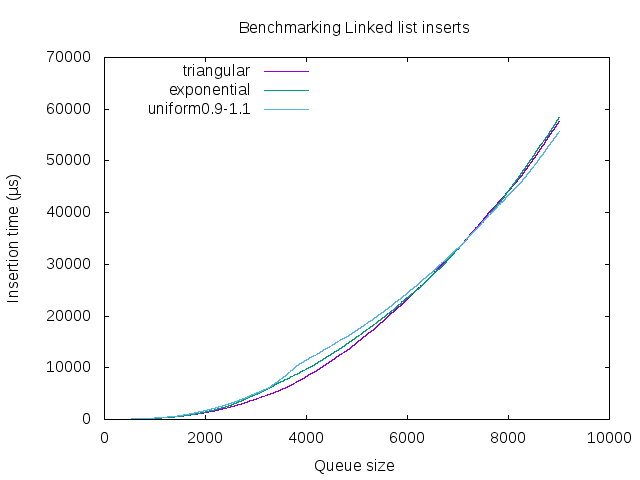 Benchmarking Linked list inserts
70000
60000
50000
40000
30000
20000
10000
0
Insertion time (µs)
triangular
exponential
uniform0.9-1.1
0 2000 4000 6000 8000 10000
Queue size